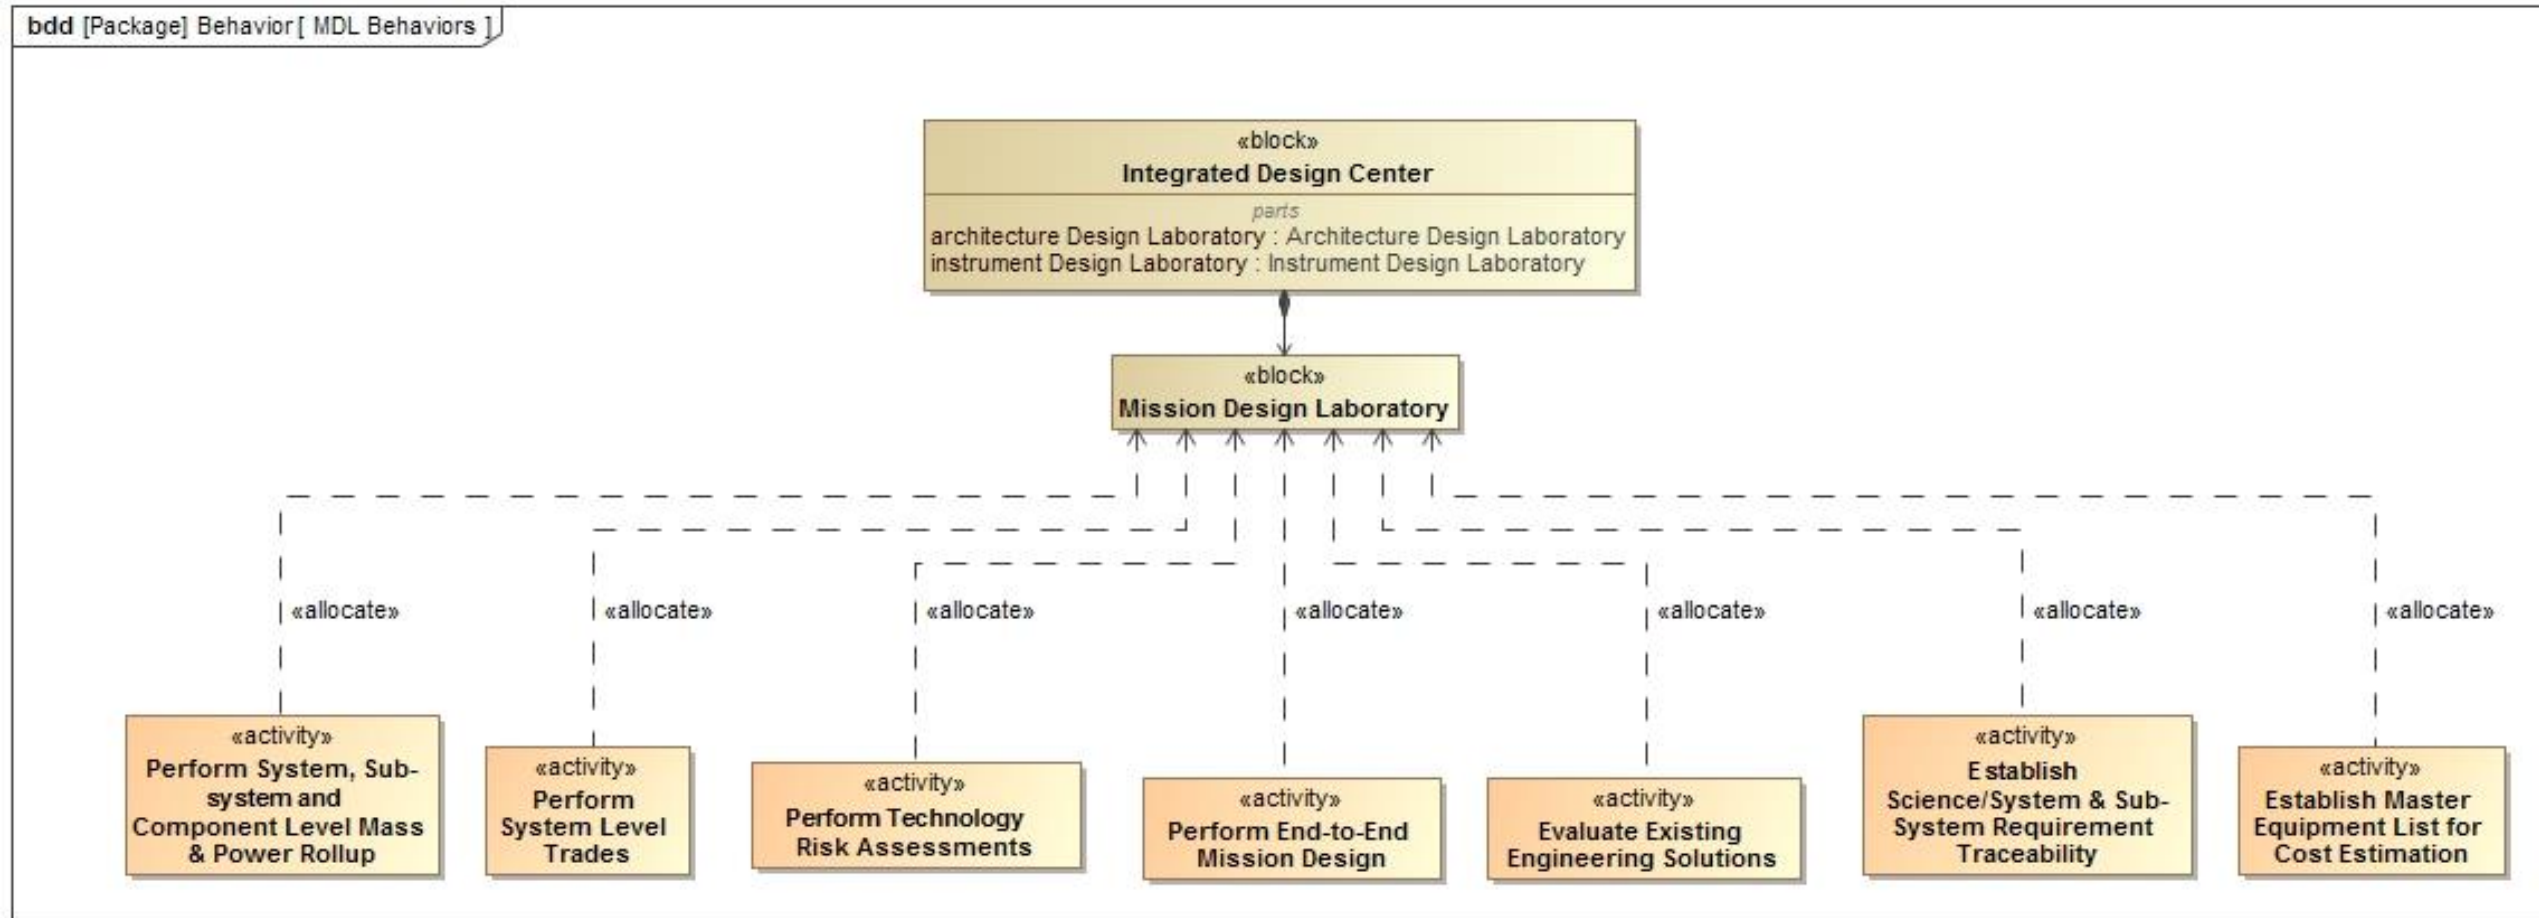 bdd [Package] Behavior [ MDL Behaviors ]
«block»
Integrated Design Center
parts
architecture Design Laboratory : Architecture Design Laboratory
instrument Design Laboratory : Instrument Design Laboratory
«block»
Mission Design Laboratory
«allocate»
«allocate»
«allocate»
«allocate»
«allocate»
«allocate»
«allocate»
«activity»
Perform System, Sub-
system and
Component Level Mass
& Power Rollup
«activity»
Perform
System Level
Trades
«activity»
Perform Technology
Risk Assessments
«activity»
Perform End-to-End
Mission Design
«activity»
Evaluate Existing
Engineering Solutions
«activity»
Establish
Science/System & Sub-
System Requirement
Traceability
«activity»
Establish Master
Equipment List for
Cost Estimation